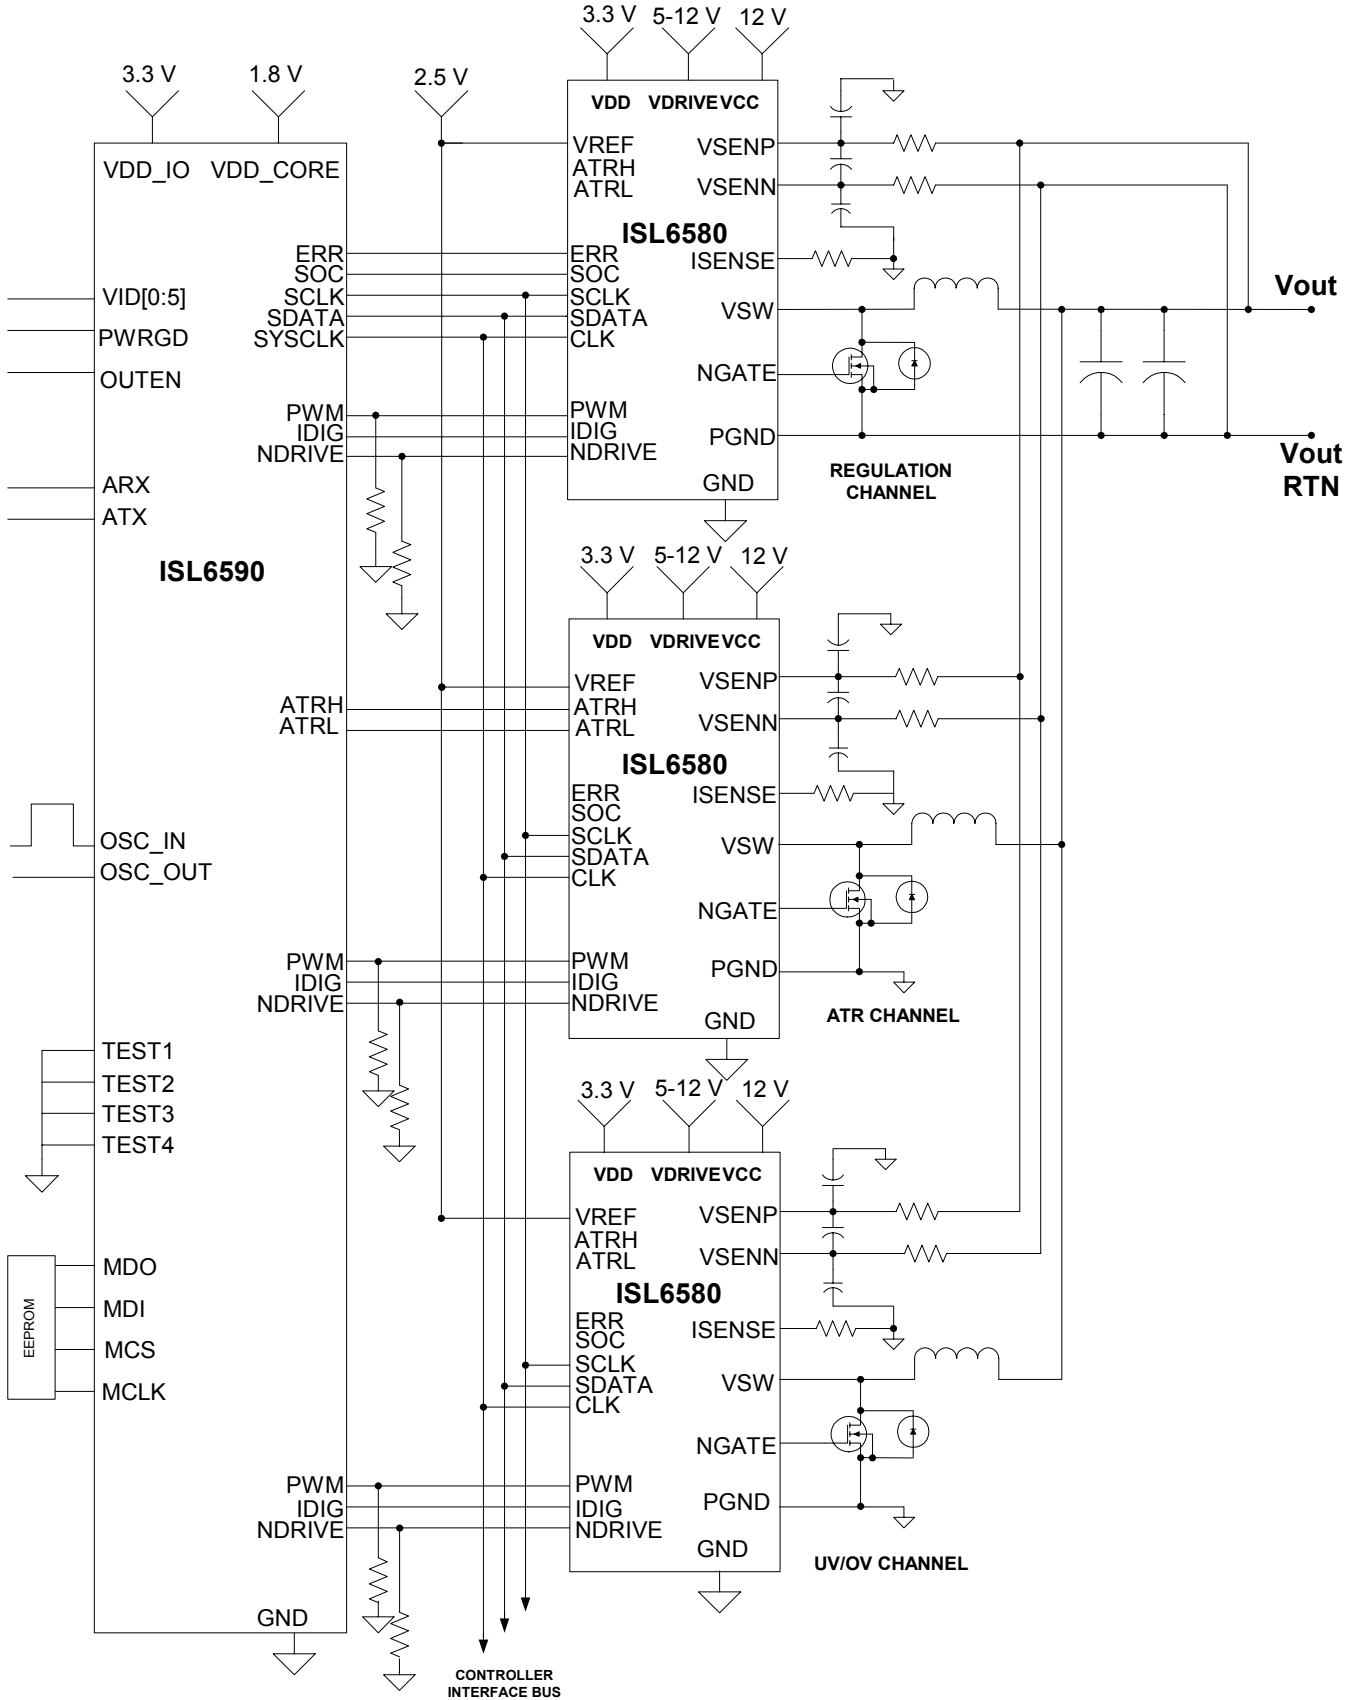 3.3 V 5-12 V 12 V
3.3 V 1.8 V 2.5 V
VDD VDRIVE VCC
VDD_IO VDD_CORE
VREF
ATRH
ATRL
VSENP
VSENN
ISL6580
ISENSE
ERR
SOC
SCLK
SDATA
SYSCLK
ERR
SOC
SCLK
SDATA
CLK
VID[0:5]
PWRGD
OUTEN
VSW
NGATE
PGND
Vout
PWM
IDIG
NDRIVE
PWM
IDIG
NDRIVE
GND
REGULATION
CHANNEL
Vout
RTN
ARX
ATX
ISL6590
3.3 V 5-12 V 12 V
VDD VDRIVE VCC
VREF
ATRH
ATRL
VSENP
VSENN
ATRH
ATRL
ISL6580
ERR
SOC
SCLK
SDATA
CLK
ISENSE
VSW
NGATE
PGND
OSC_IN
OSC_OUT
PWM
IDIG
NDRIVE
PWM
IDIG
NDRIVE
GND
ATR CHANNEL
TEST1
TEST2
TEST3
TEST4
3.3 V 5-12 V 12 V
VDD VDRIVE VCC
VREF
ATRH
ATRL
VSENP
VSENN
ISL6580
ERR
SOC
SCLK
SDATA
CLK
ISENSE
VSW
NGATE
PGND
EEPROM
MDO
MDI
MCS
MCLK
PWM
IDIG
NDRIVE
PWM
IDIG
NDRIVE
GND
UV/OV CHANNEL
GND
CONTROLLER
INTERFACE BUS